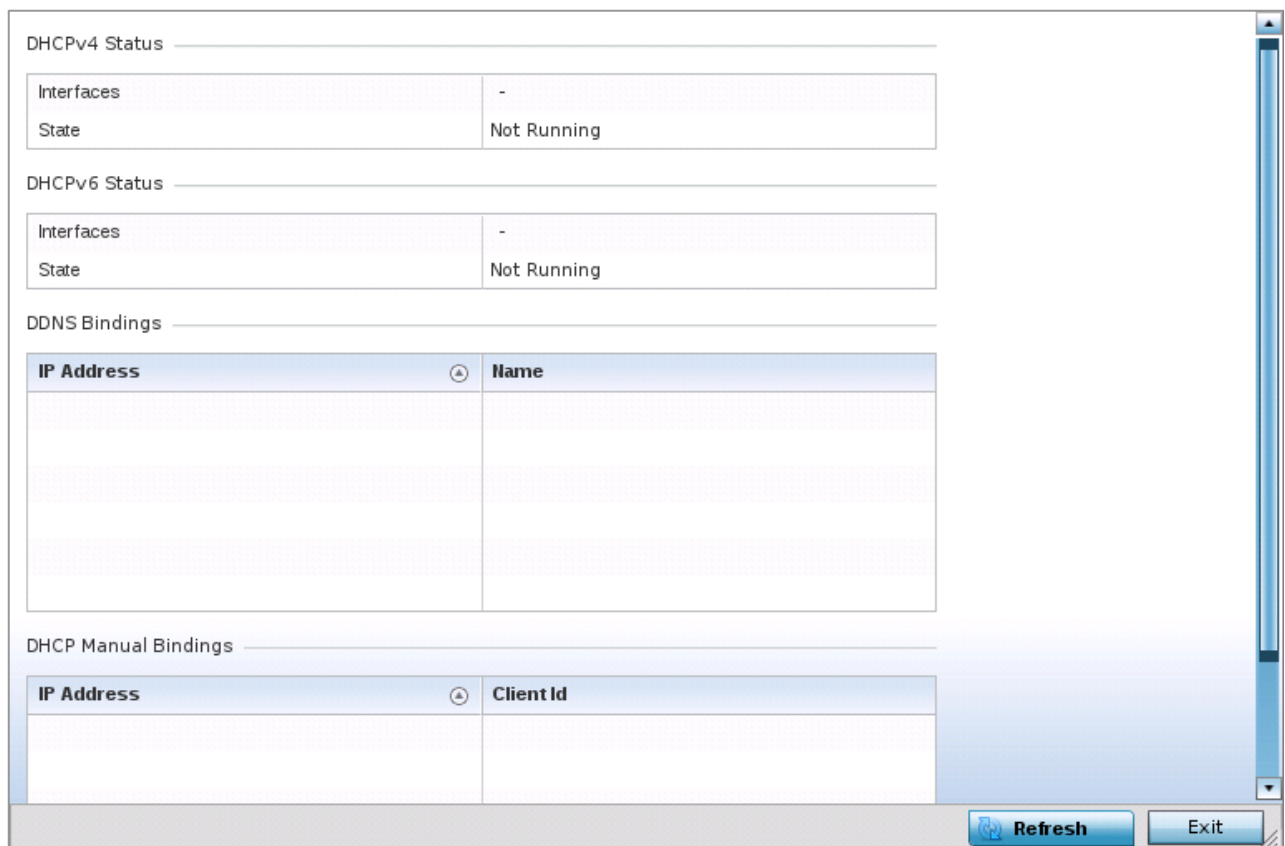 DHCPv4 Status
Interfaces -
State Not Running
DHCPv6 Status
Interfaces -
State Not Running
DDNS Bindings
IP Address Name
DHCP Manual Bindings
IP Address Client Id
Refresh Exit